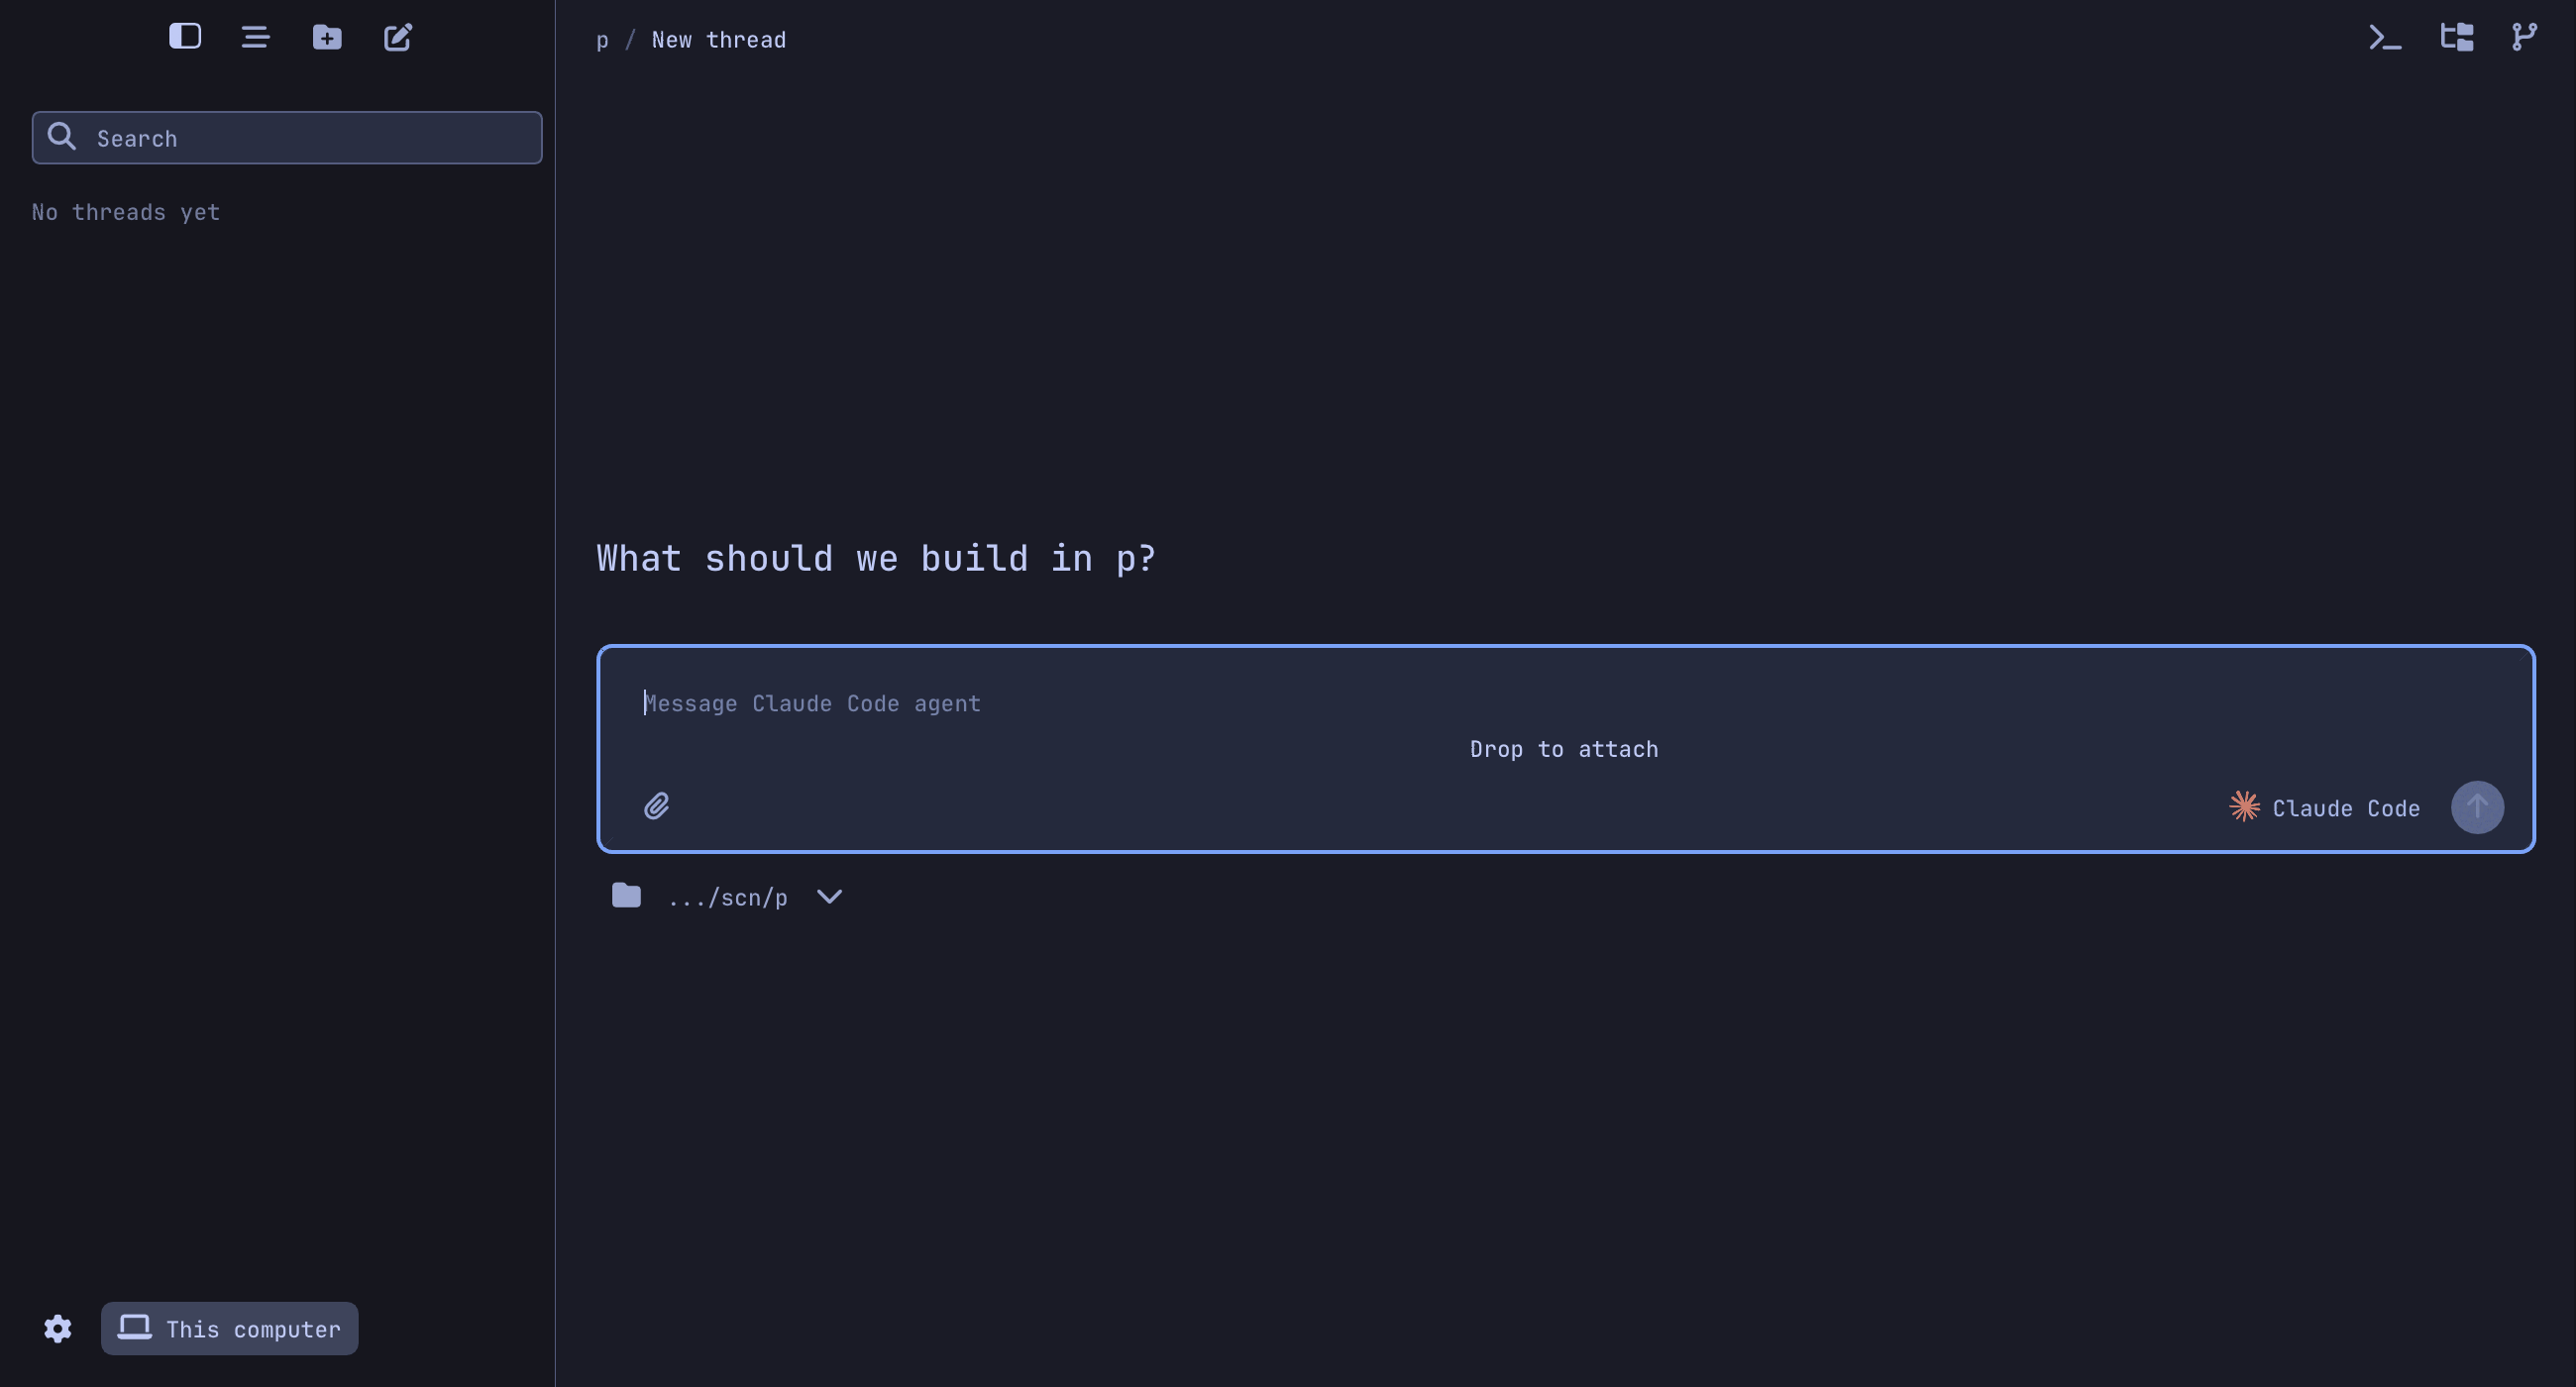 p / New thread
Search
No threads yet
What should we build in p?
Message Claude Code agent
Drop to attach
Claude Code
.../scn/p
This computer